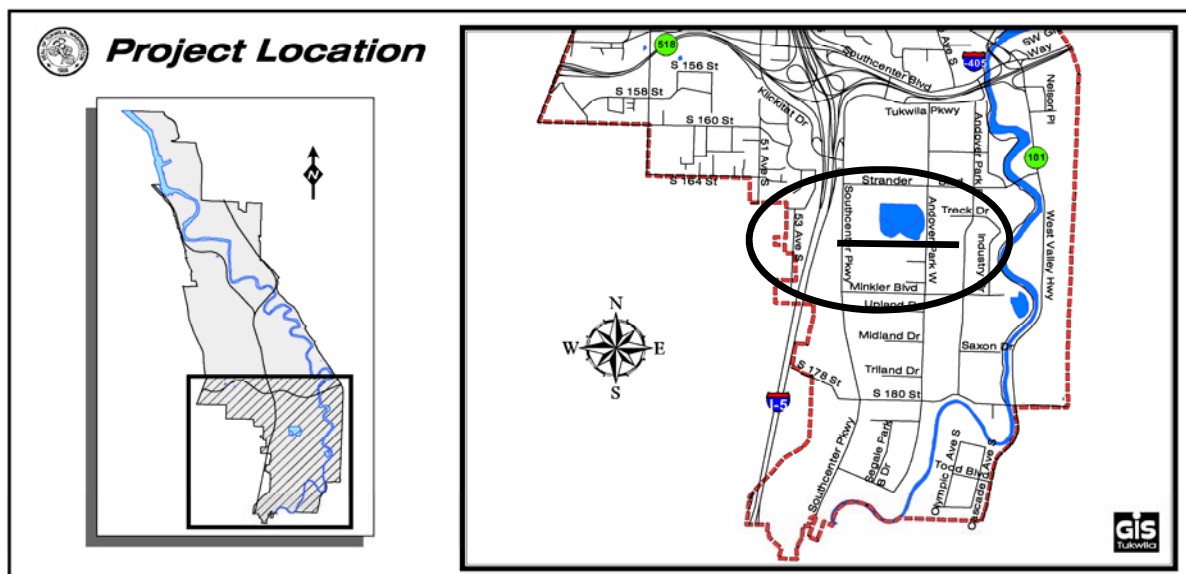 Project Location
N
518
S 156 St
S 158 St
S 160 St
S 164 St
51 Ave S
53 Ave S
Klickitat Dr
Southcenter Blvd
Ave S
I-405
SW G
Way
Nelson Pl
Tukwila Pkwy
Andover Park
181
Strander
Treck Dr
Southcenter Pkwy
Andover Park W
Industry Dr
West Valley Hwy
Minkler Blvd
Upland D
Midland Dr
Saxon Dr
Triland Dr
S 178 St
S 180 St
I-5
N
W E
S
Southcenter Pkwy
Segale Park
B Dr
Olympic Ave S
Todd Blvd
Cascade Ave S
GIS
Tukwila